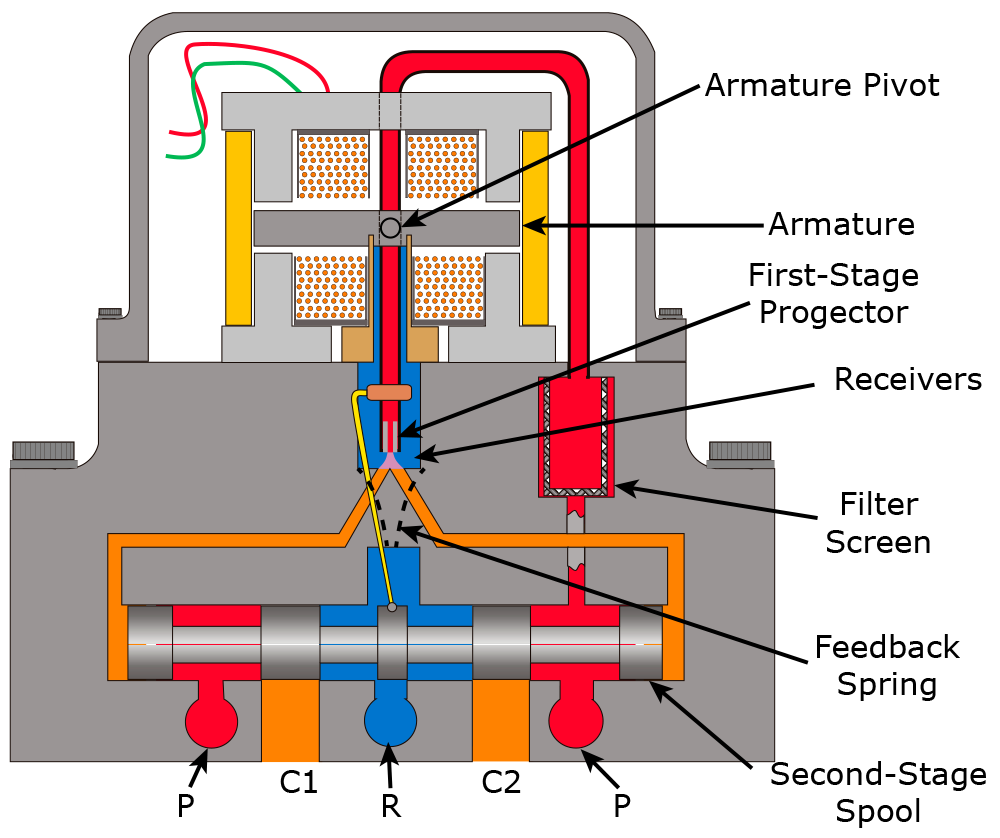 Armature Pivot
Armature
First-Stage
Progector
Receivers
Filter
Screen
Feedback
Spring
Second-Stage
Spool
P
C1
R
C2
P